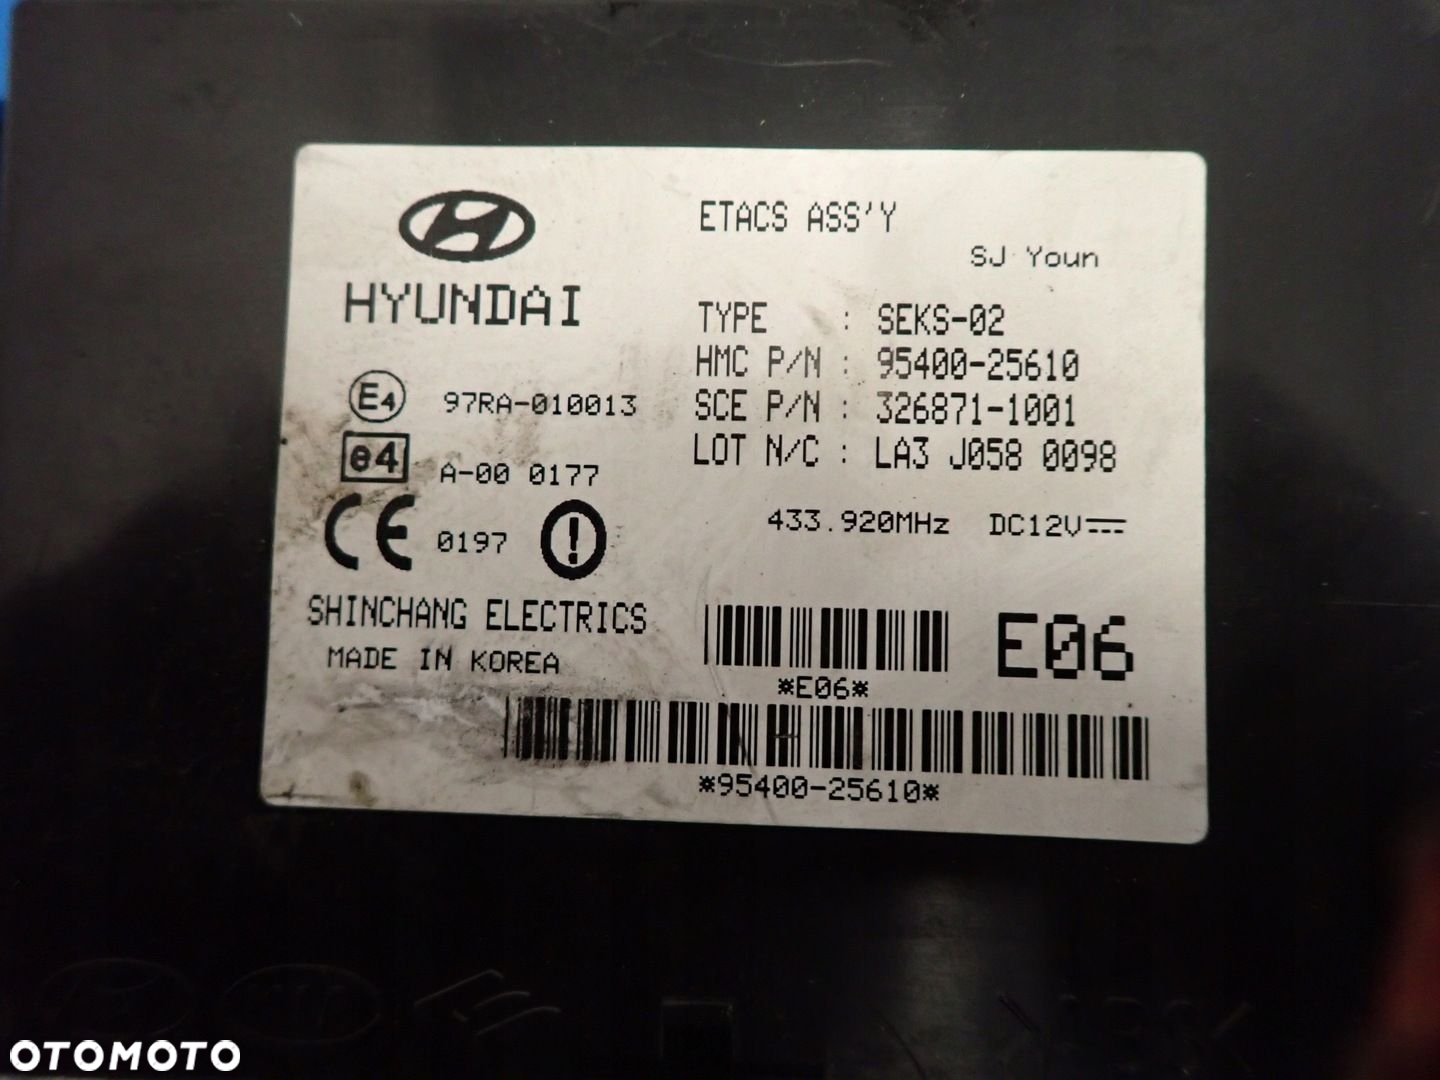 HYUNDAI
E4 97RA-010013
e4 A-00 0177
CE 0197
SHINCHANG ELECTRICS
MADE IN KOREA
ETACS ASS'Y
SJ Youn
TYPE : SEKS-02
HMC P/N : 95400-25610
SCE P/N : 326871-1001
LOT N/C : LA3 J058 0098
433.920MHz DC12V
*E06*
E06
*95400-25610*
OTOMOTO